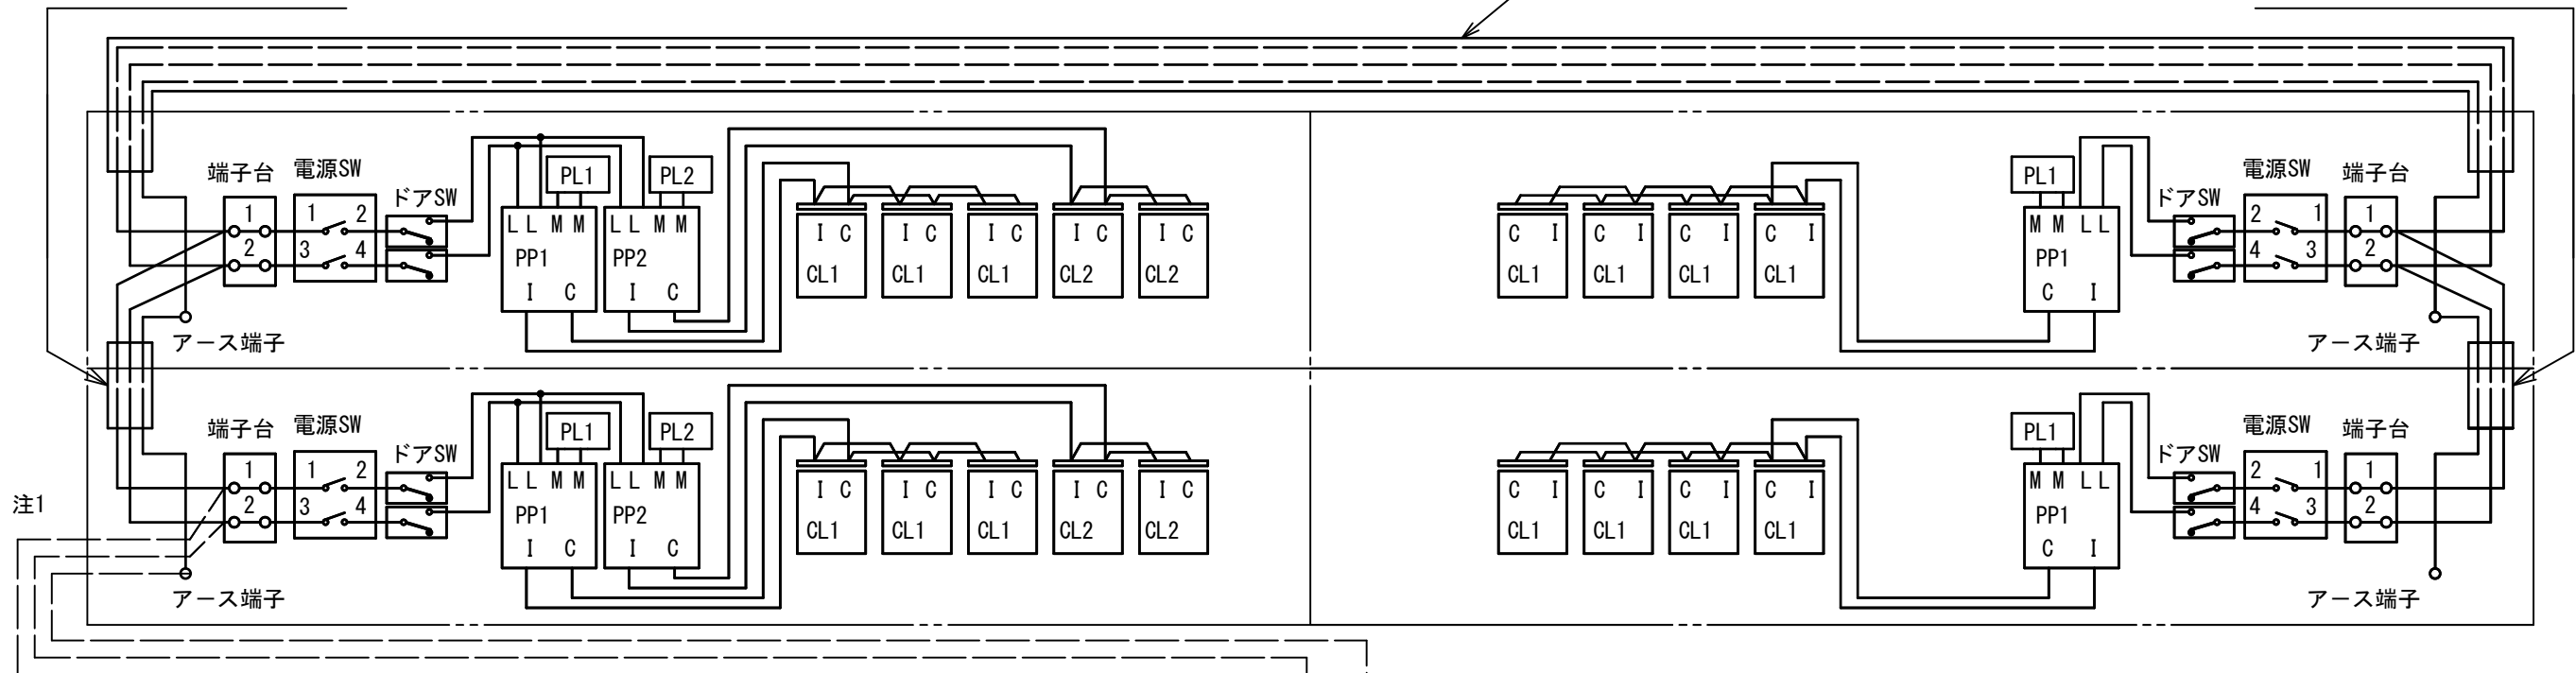 端子台 電源SW ドアSW PL1 PL2 PL1 ドアSW 電源SW 端子台
1 1 2 L L M M L L M M I C I C I C I C I C C I C I C I C I M M L L 2 1 1
2 3 4 PP1 PP2 CL1 CL1 CL1 CL2 CL2 CL1 CL1 CL1 CL1 PP1 4 3 2
I C I C C I
アース端子 アース端子
端子台 電源SW ドアSW PL1 PL2 PL1 ドアSW 電源SW 端子台
1 1 2 L L M M L L M M I C I C I C I C I C C I C I C I C I M M L L 2 1 1
注1
2 3 4 PP1 PP2 CL1 CL1 CL1 CL2 CL2 CL1 CL1 CL1 CL1 PP1 4 3 2
I C I C C I
アース端子 アース端子